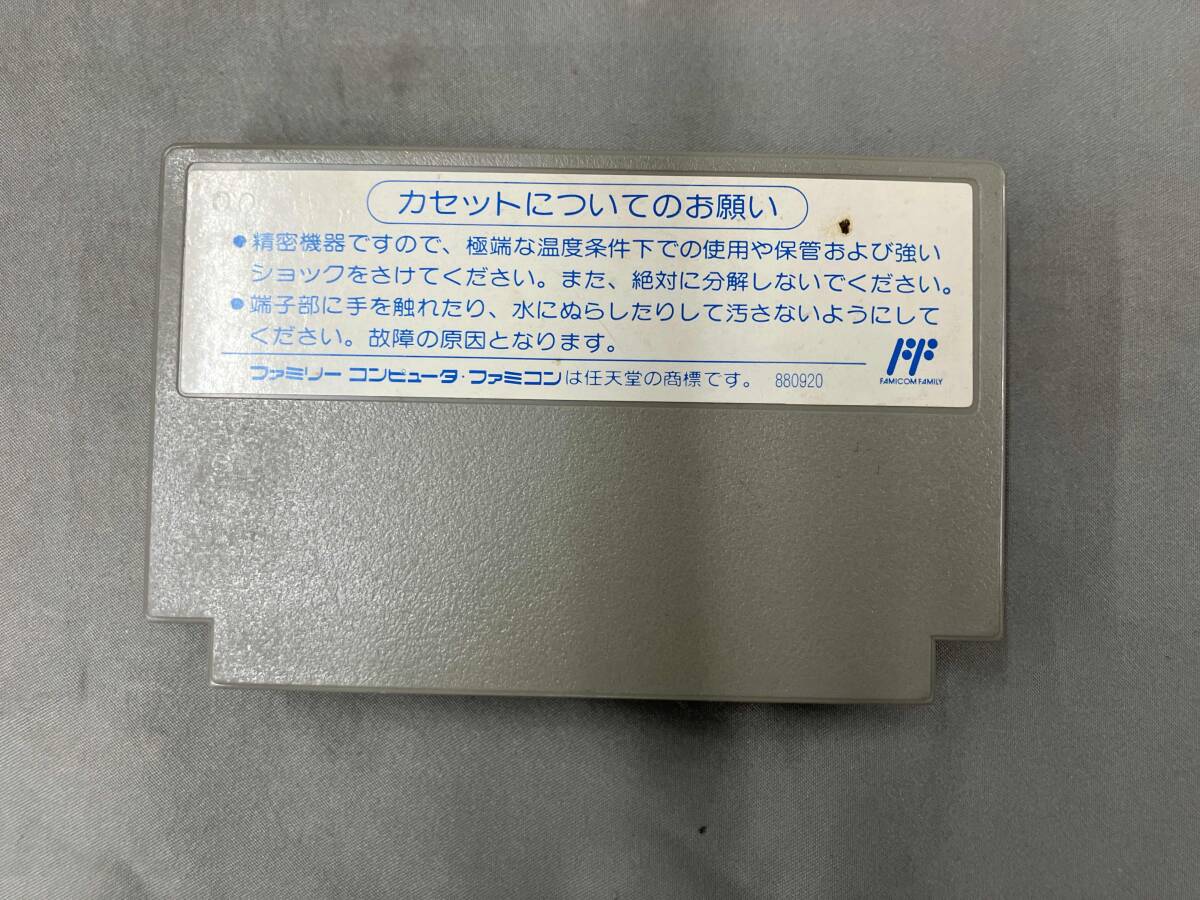 カセットについてのお願い
●精密機器ですので、極端な温度条件下での使用や保管および強い
ショックをさけてください。また、絶対に分解しないでください。
●端子部に手を触れたり、水にぬらしたりして汚さないようにして
ください。故障の原因となります。
ファミリー コンピュータ・ファミコンは任天堂の商標です。 880920
FAMICOM FAMILY